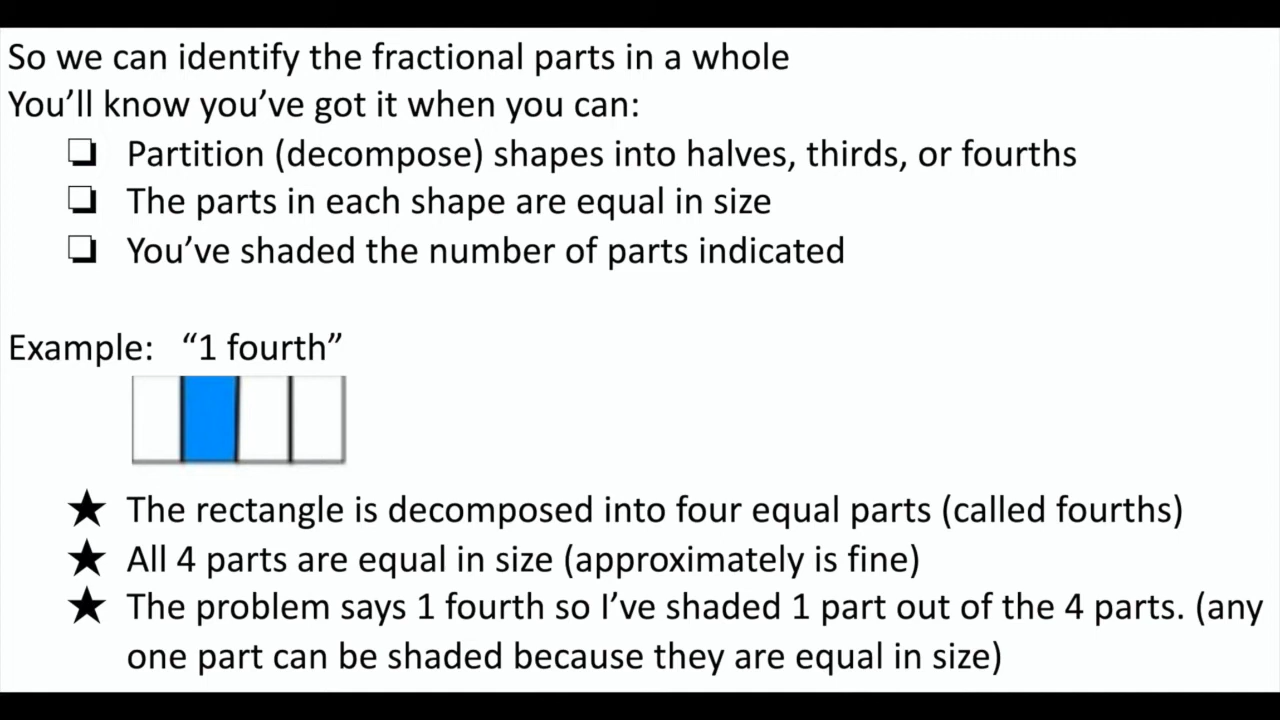 So we can identify the fractional parts in a whole
You’ll know you’ve got it when you can:
❏ Partition (decompose) shapes into halves, thirds, or fourths
❏ The parts in each shape are equal in size
❏ You’ve shaded the number of parts indicated
Example: “1 fourth”
★ The rectangle is decomposed into four equal parts (called fourths)
★ All 4 parts are equal in size (approximately is fine)
★ The problem says 1 fourth so I’ve shaded 1 part out of the 4 parts. (any
one part can be shaded because they are equal in size)